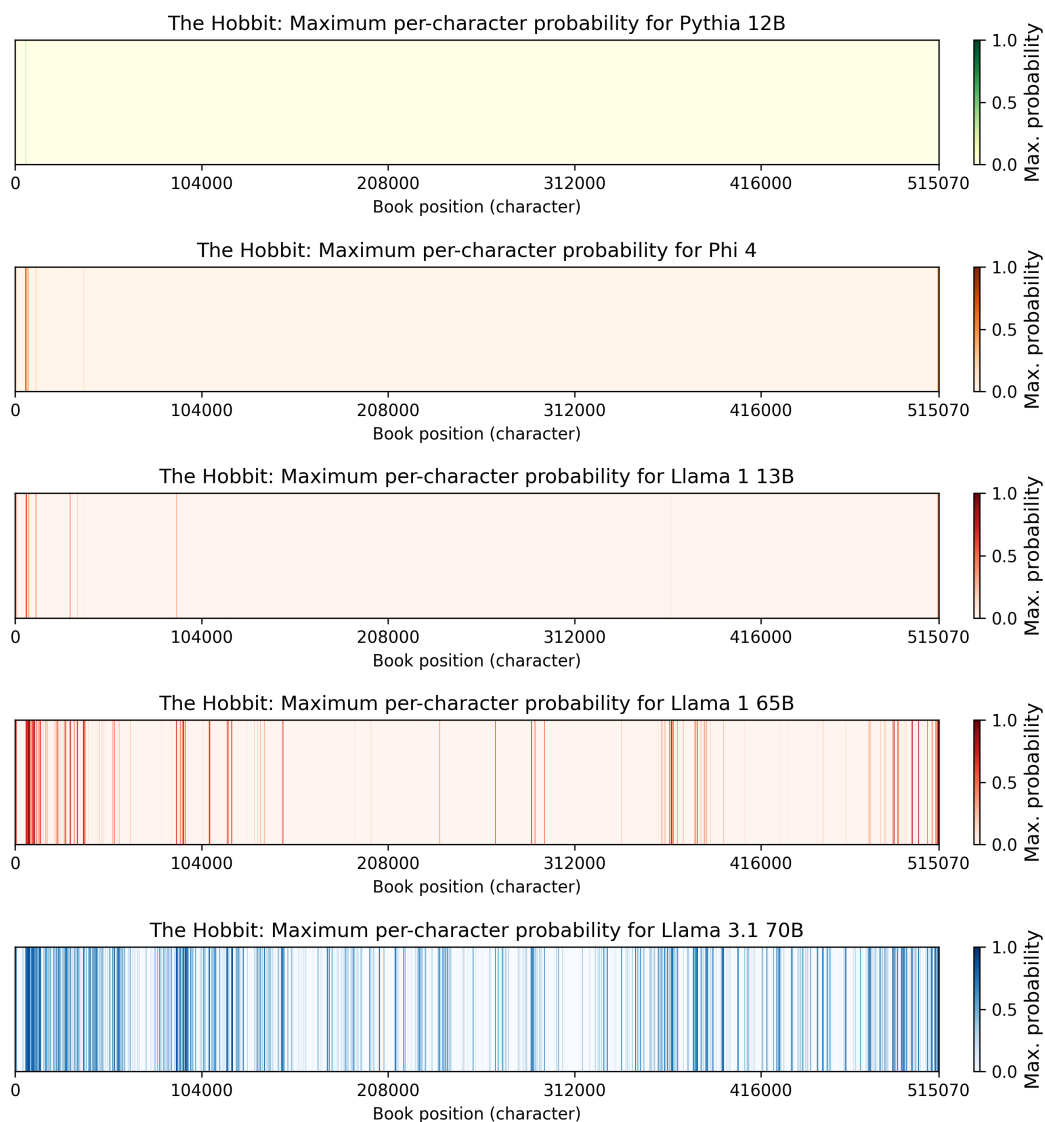 The Hobbit: Maximum per-character probability for Pythia 12B
1.0
0.5
0.0
Max. probability
0 104000 208000 312000 416000 515070
Book position (character)
The Hobbit: Maximum per-character probability for Phi 4
1.0
0.5
0.0
Max. probability
0 104000 208000 312000 416000 515070
Book position (character)
The Hobbit: Maximum per-character probability for Llama 1 13B
1.0
0.5
0.0
Max. probability
0 104000 208000 312000 416000 515070
Book position (character)
The Hobbit: Maximum per-character probability for Llama 1 65B
1.0
0.5
0.0
Max. probability
0 104000 208000 312000 416000 515070
Book position (character)
The Hobbit: Maximum per-character probability for Llama 3.1 70B
1.0
0.5
0.0
Max. probability
0 104000 208000 312000 416000 515070
Book position (character)